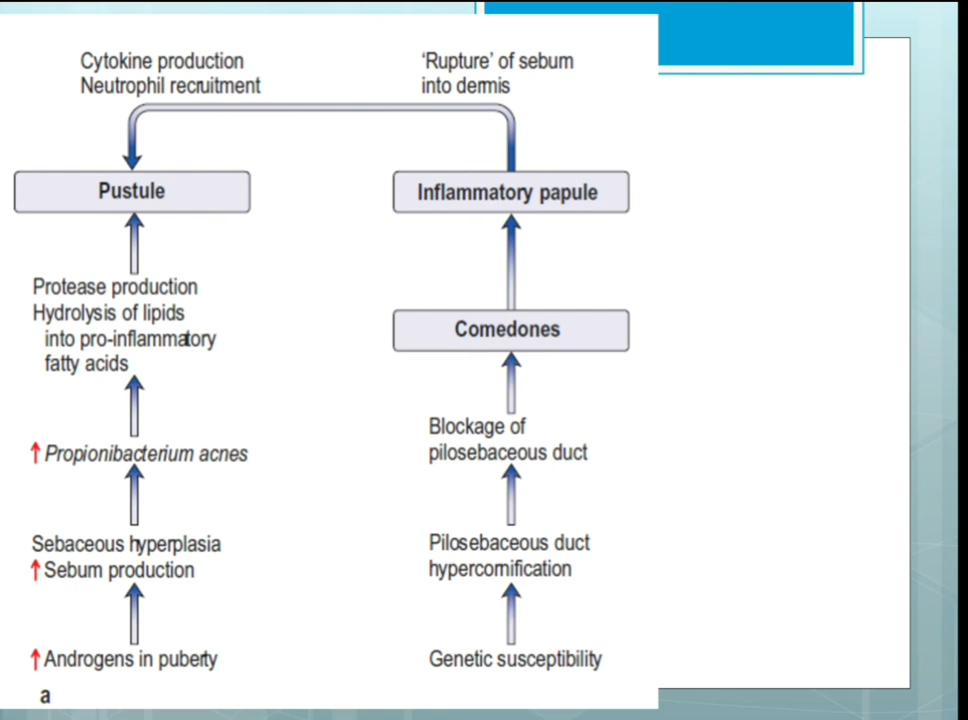 Cytokine production
Neutrophil recruitment
'Rupture' of sebum
into dermis
Pustule
Inflammatory papule
Protease production
Hydrolysis of lipids
into pro-inflammatory
fatty acids
Comedones
Blockage of
pilosebaceous duct
↑ Propionibacterium acnes
Sebaceous hyperplasia
↑ Sebum production
Pilosebaceous duct
hypercornification
↑ Androgens in puberty
Genetic susceptibility
a